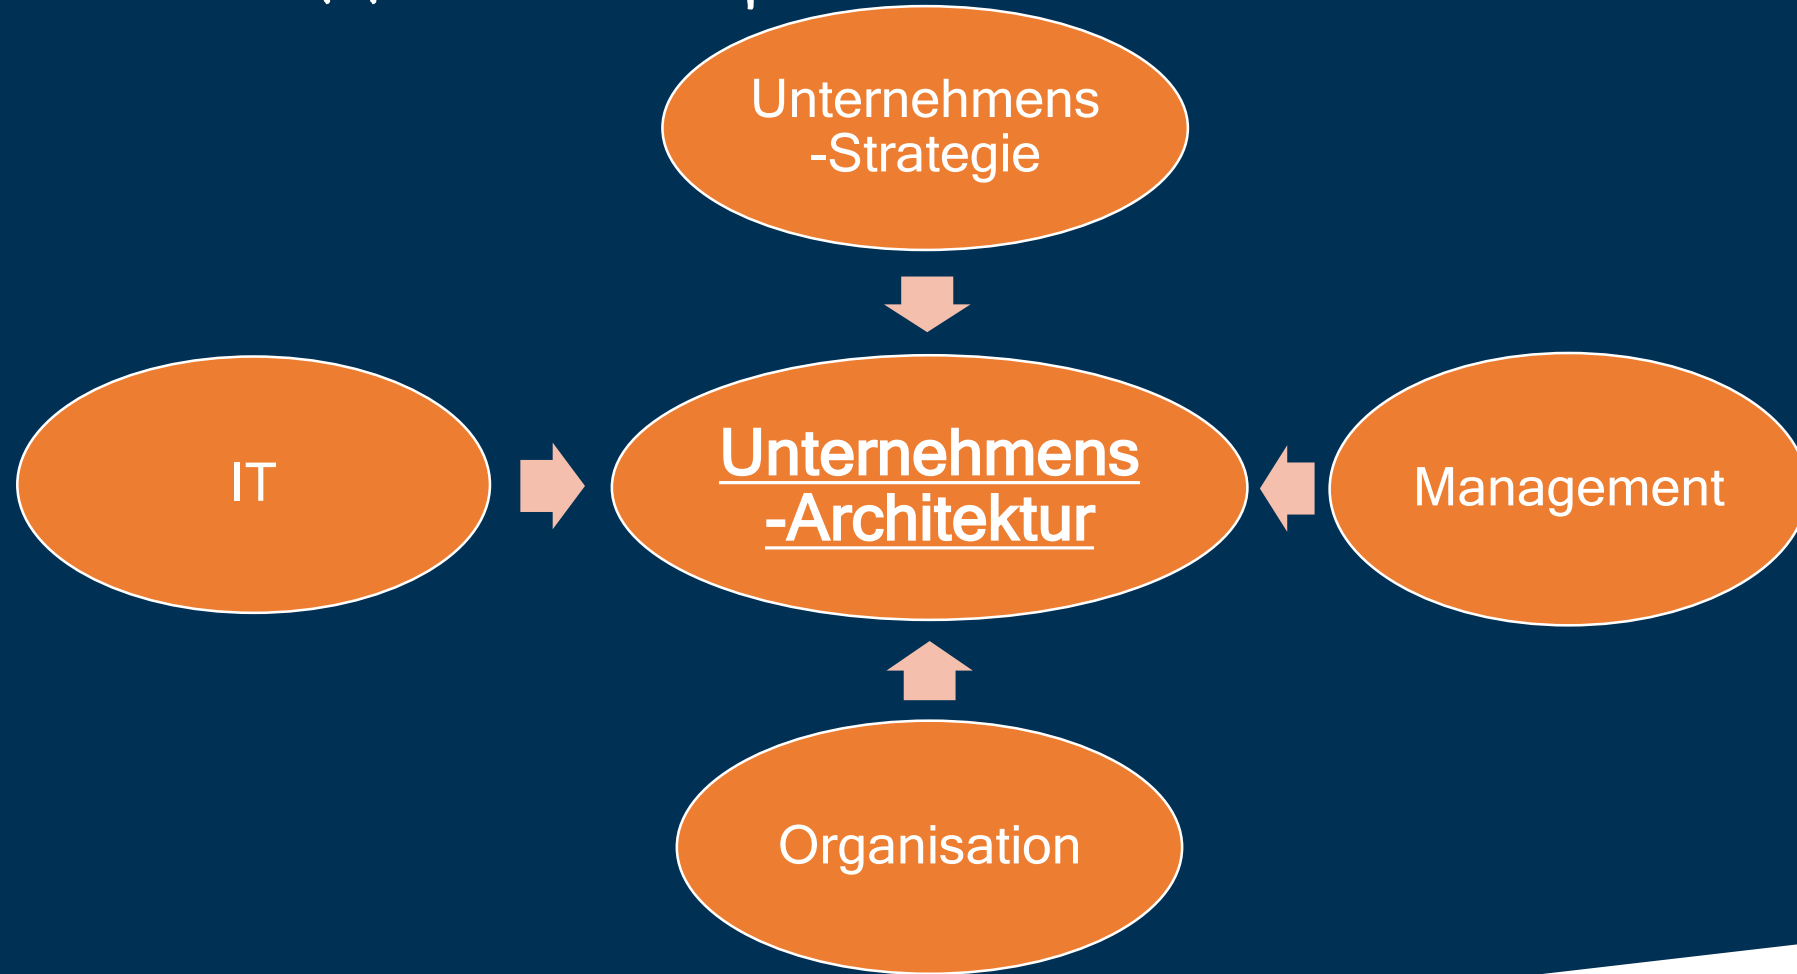 Unternehmens
-Strategie
IT
Unternehmens
-Architektur
Management
Organisation